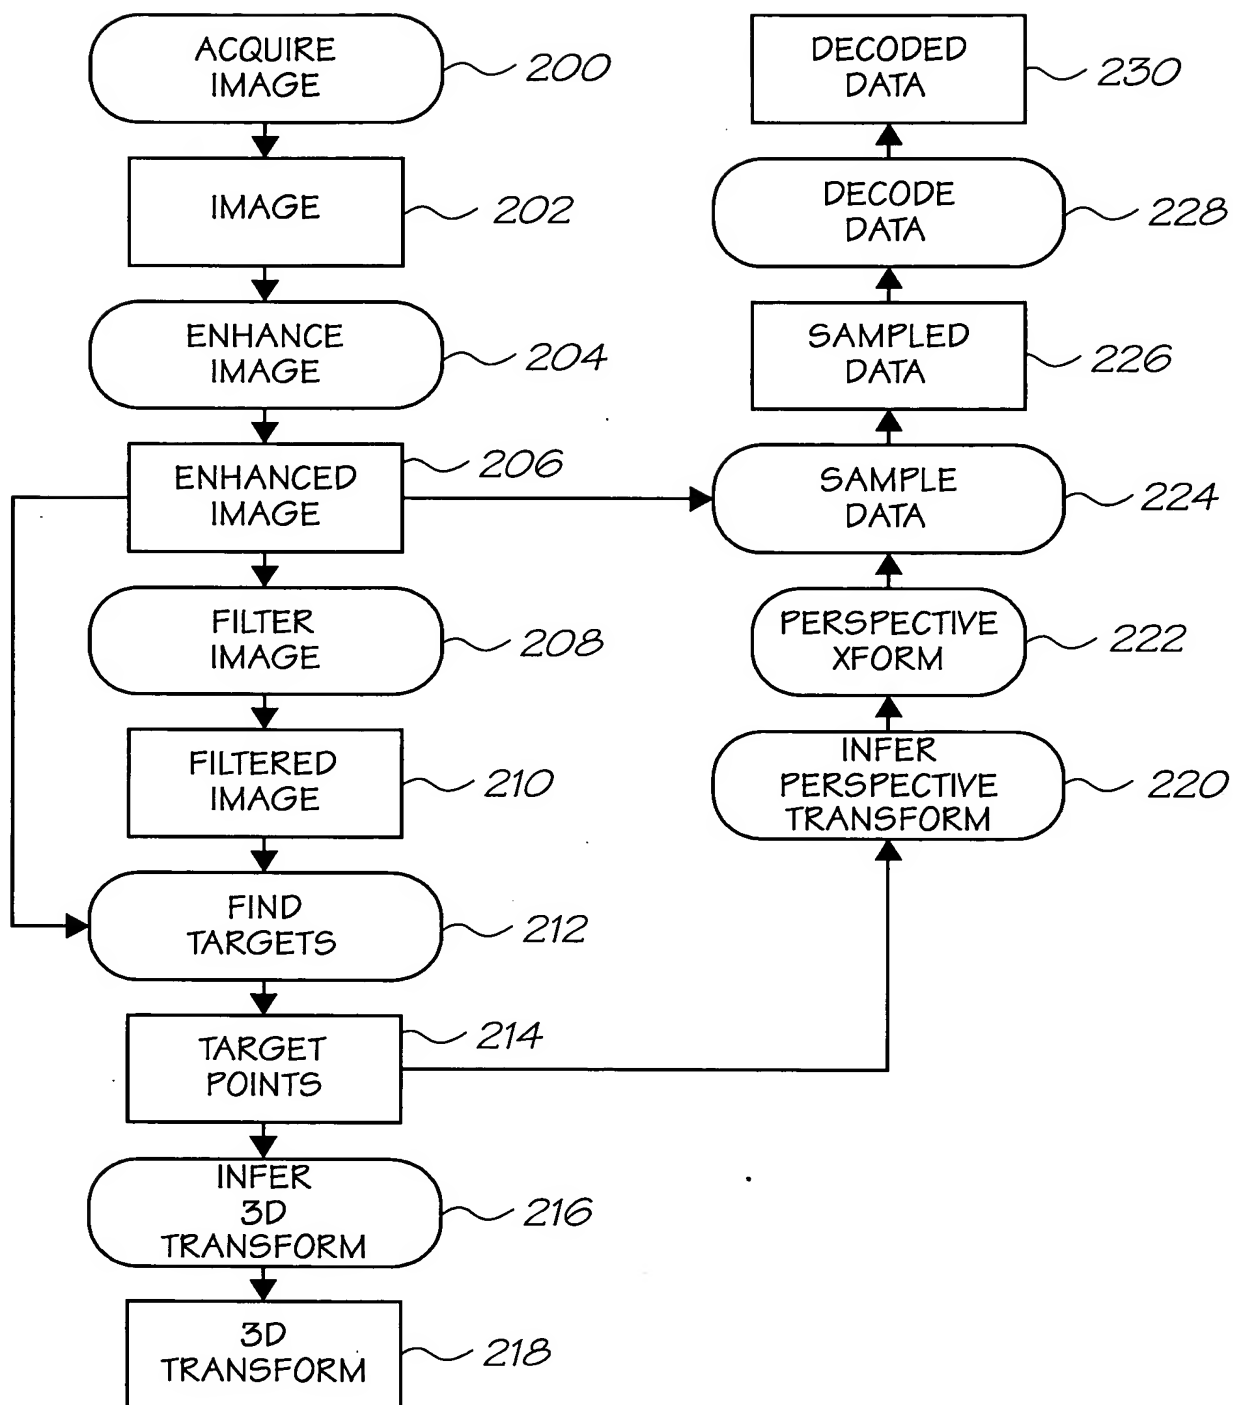 ACQUIRE
IMAGE
200
IMAGE
202
ENHANCE
IMAGE
204
ENHANCED
IMAGE
206
FILTER
IMAGE
208
FILTERED
IMAGE
210
FIND
TARGETS
212
TARGET
POINTS
214
INFER
3D
TRANSFORM
216
3D
TRANSFORM
218
DECODED
DATA
230
DECODE
DATA
228
SAMPLED
DATA
226
SAMPLE
DATA
224
PERSPECTIVE
XFORM
222
INFER
PERSPECTIVE
TRANSFORM
220